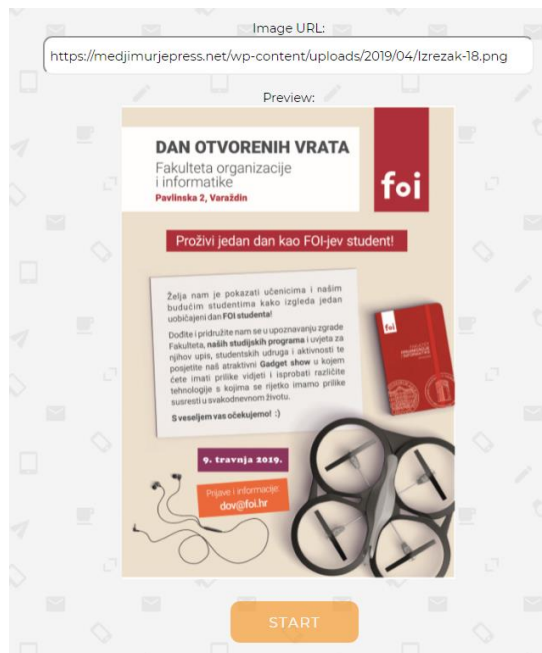 Image URL:
https://medjimurjepress.net/wp-content/uploads/2019/04/Izrezak-18.png
Preview:
DAN OTVORENIH VRATA
Fakulteta organizacije
i informatike
Pavlinska 2, Varaždin
foi
Proživi jedan dan kao FOI-jev student!
Želja nam je pokazati učenicima i našim
budućim studentima kako izgleda jedan
uobičajeni dan FOI studenta!
Dođite i pridružite nam se u upoznavanju zgrade
Fakulteta, naših studijskih programa i uvjeta za
njihov upis, studentskih udruga i aktivnosti te
posjetite naš atraktivni Gadget show u kojem
ćete imati prilike vidjeti i isprobati različite
tehnologije s kojima se rijetko imamo prilike
susresti u svakodnevnom životu.
S veseljem vas očekujemo! :)
foi
9. travnja 2019.
Prijave i informacije:
dov@foi.hr
START